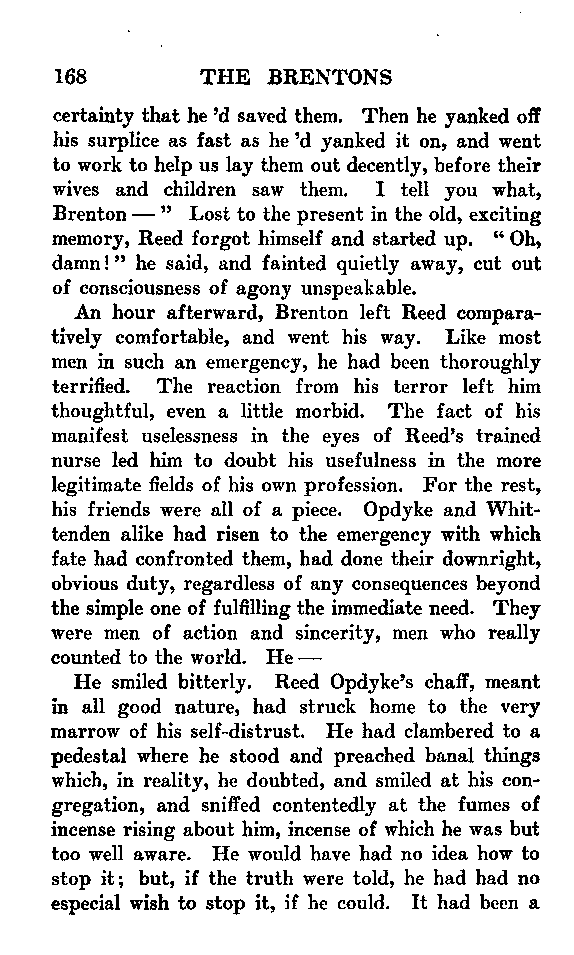 168 THE BRENTONS
certainty that he 'd saved them. Then he yanked off
his surplice as fast as he 'd yanked it on, and went
to work to help us lay them out decently, before their
wives and children saw them. I tell you what,
Brenton — " Lost to the present in the old, exciting
memory, Reed forgot himself and started up. " Oh,
damn! " he said, and fainted quietly away, cut out
of consciousness of agony unspeakable.
An hour afterward, Brenton left Reed compara-
tively comfortable, and went his way. Like most
men in such an emergency, he had been thoroughly
terrified. The reaction from his terror left him
thoughtful, even a little morbid. The fact of his
manifest uselessness in the eyes of Reed's trained
nurse led him to doubt his usefulness in the more
legitimate fields of his own profession. For the rest,
his friends were all of a piece. Opdyke and Whit-
tenden alike had risen to the emergency with which
fate had confronted them, had done their downright,
obvious duty, regardless of any consequences beyond
the simple one of fulfilling the immediate need. They
were men of action and sincerity, men who really
counted to the world. He —
He smiled bitterly. Reed Opdyke's chaff, meant
in all good nature, had struck home to the very
marrow of his self-distrust. He had clambered to a
pedestal where he stood and preached banal things
which, in reality, he doubted, and smiled at his con-
gregation, and sniffed contentedly at the fumes of
incense rising about him, incense of which he was but
too well aware. He would have had no idea how to
stop it; but, if the truth were told, he had had no
especial wish to stop it, if he could. It had been a